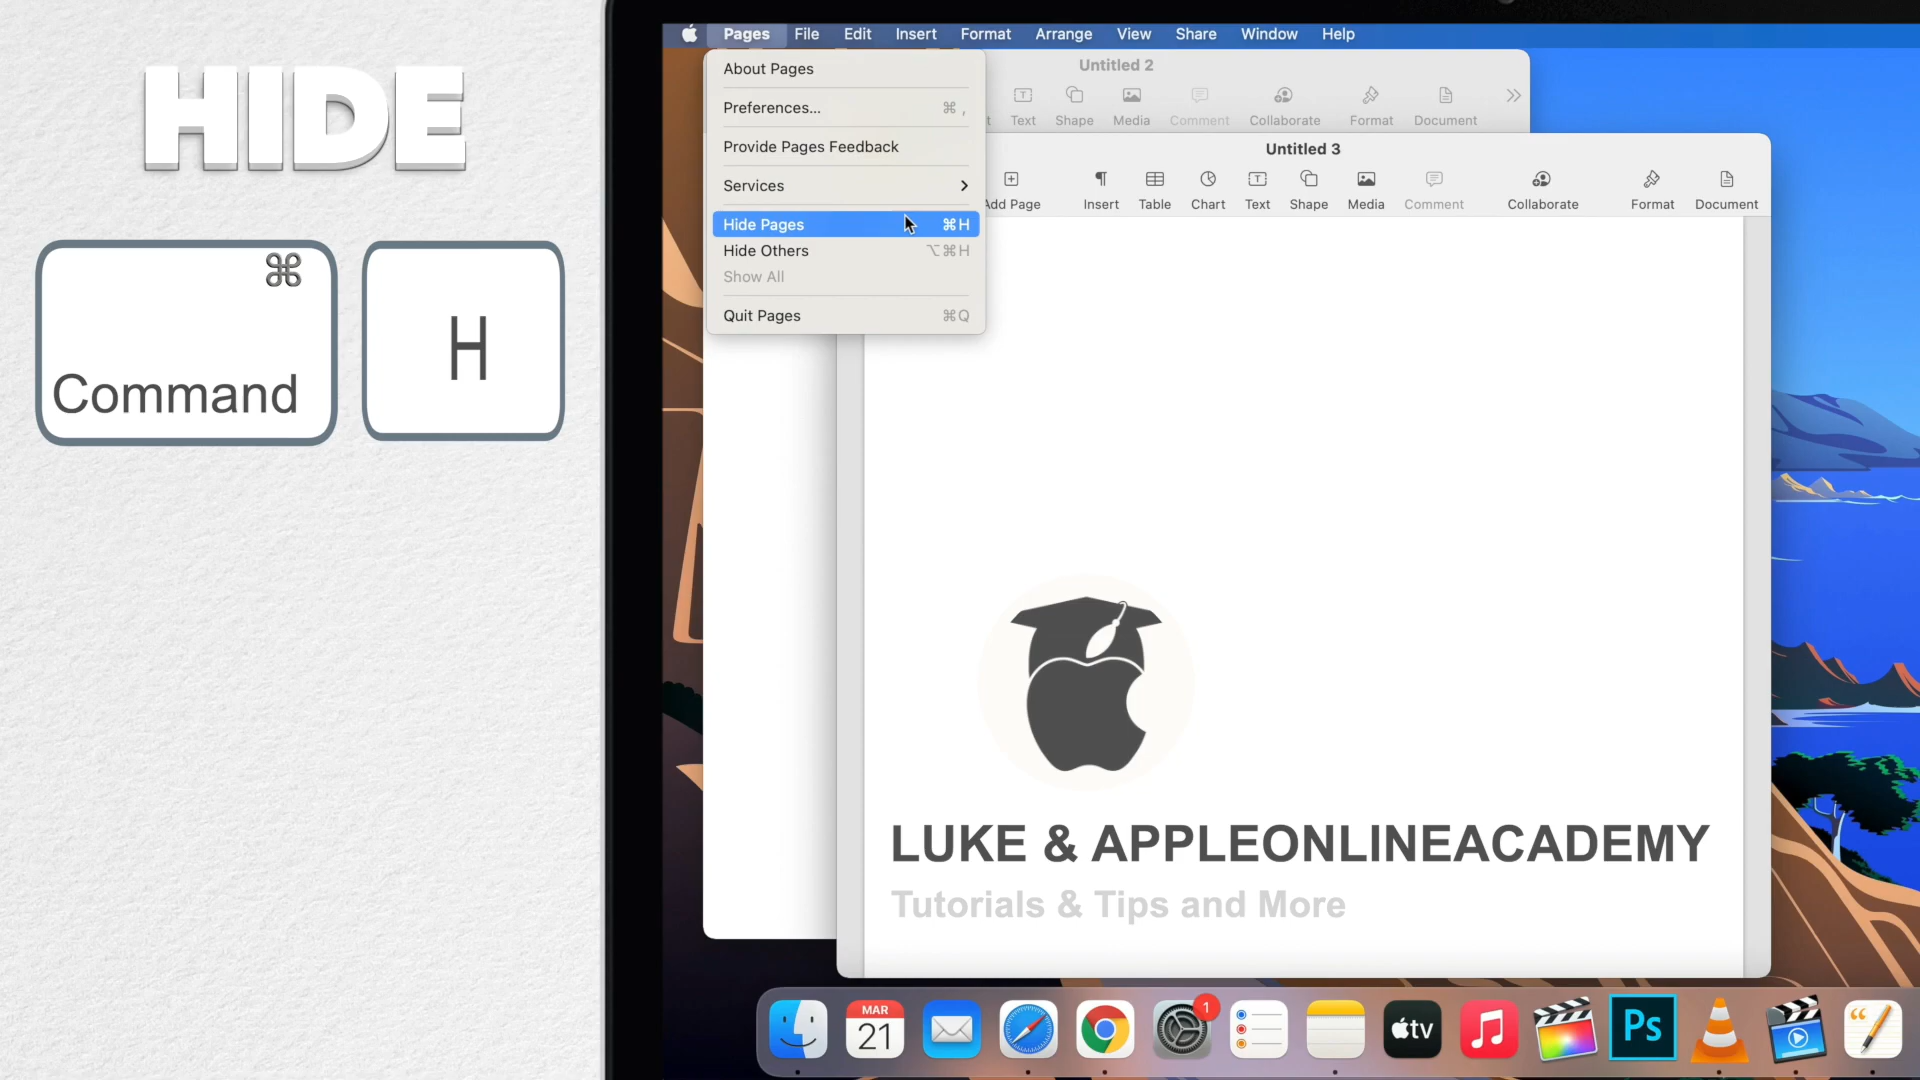 HIDE
⌘
Command
H
Pages File Edit Insert Format Arrange View Share Window Help
About Pages
Preferences... ⌘ ,
Provide Pages Feedback
Services
Hide Pages ⌘H
Hide Others ⌥⌘H
Show All
Quit Pages ⌘Q
Untitled 2
t Text Shape Media Comment Collaborate Format Document
Untitled 3
Add Page Insert Table Chart Text Shape Media Comment Collaborate Format Document
LUKE & APPLEONLINEACADEMY
Tutorials & Tips and More
MAR
21
1
tv
Ps